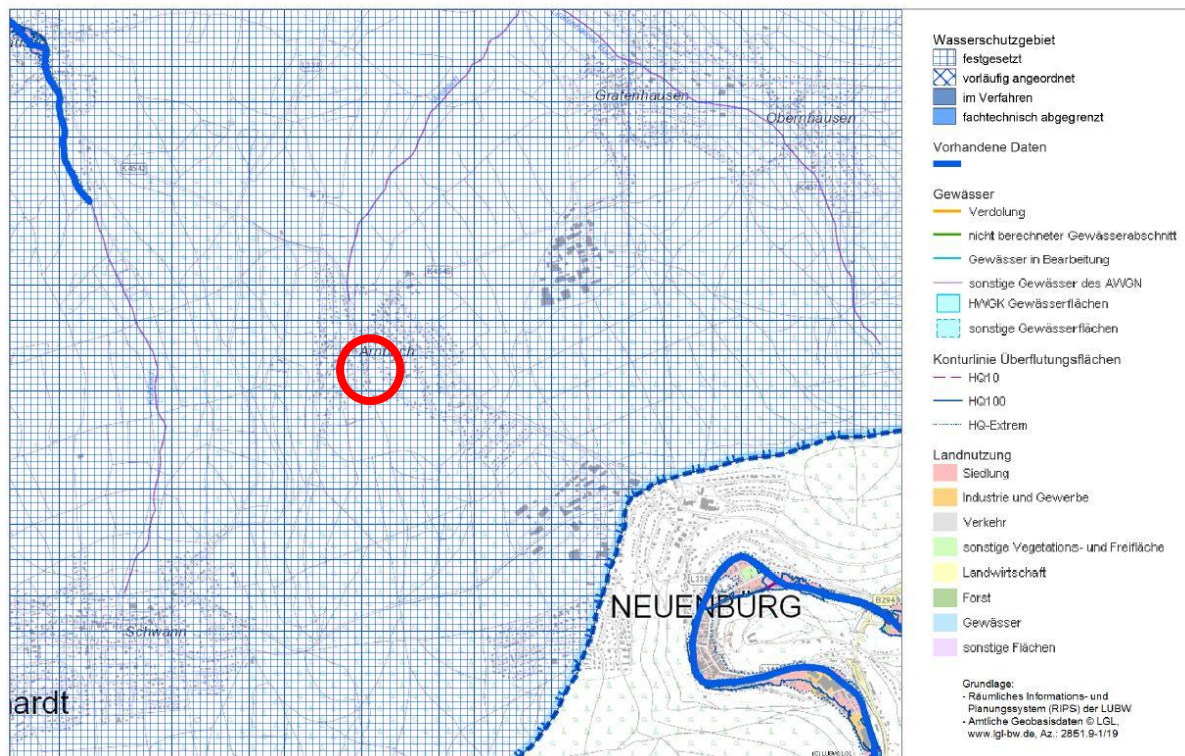 Gräfenhausen
Obernhausen
K4542
K4545
Arnbach
Schwann
NEUENBÜRG
ardt
Wasserschutzgebiet
festgesetzt
vorläufig angeordnet
im Verfahren
fachtechnisch abgegrenzt
Vorhandene Daten
Gewässer
Verdolung
nicht berechneter Gewässerabschnitt
Gewässer in Bearbeitung
sonstige Gewässer des AWGN
HWGK Gewässerflächen
sonstige Gewässerflächen
Konturlinie Überflutungsflächen
HQ10
HQ100
HQ-Extrem
Landnutzung
Siedlung
Industrie und Gewerbe
Verkehr
sonstige Vegetations- und Freifläche
Landwirtschaft
Forst
Gewässer
sonstige Flächen
Grundlage:
- Räumliches Informations- und
Planungssystem (RIPS) der LUBW
- Amtliche Geobasisdaten © LGL,
www.lgl-bw.de, Az.: 2851.9-1/19